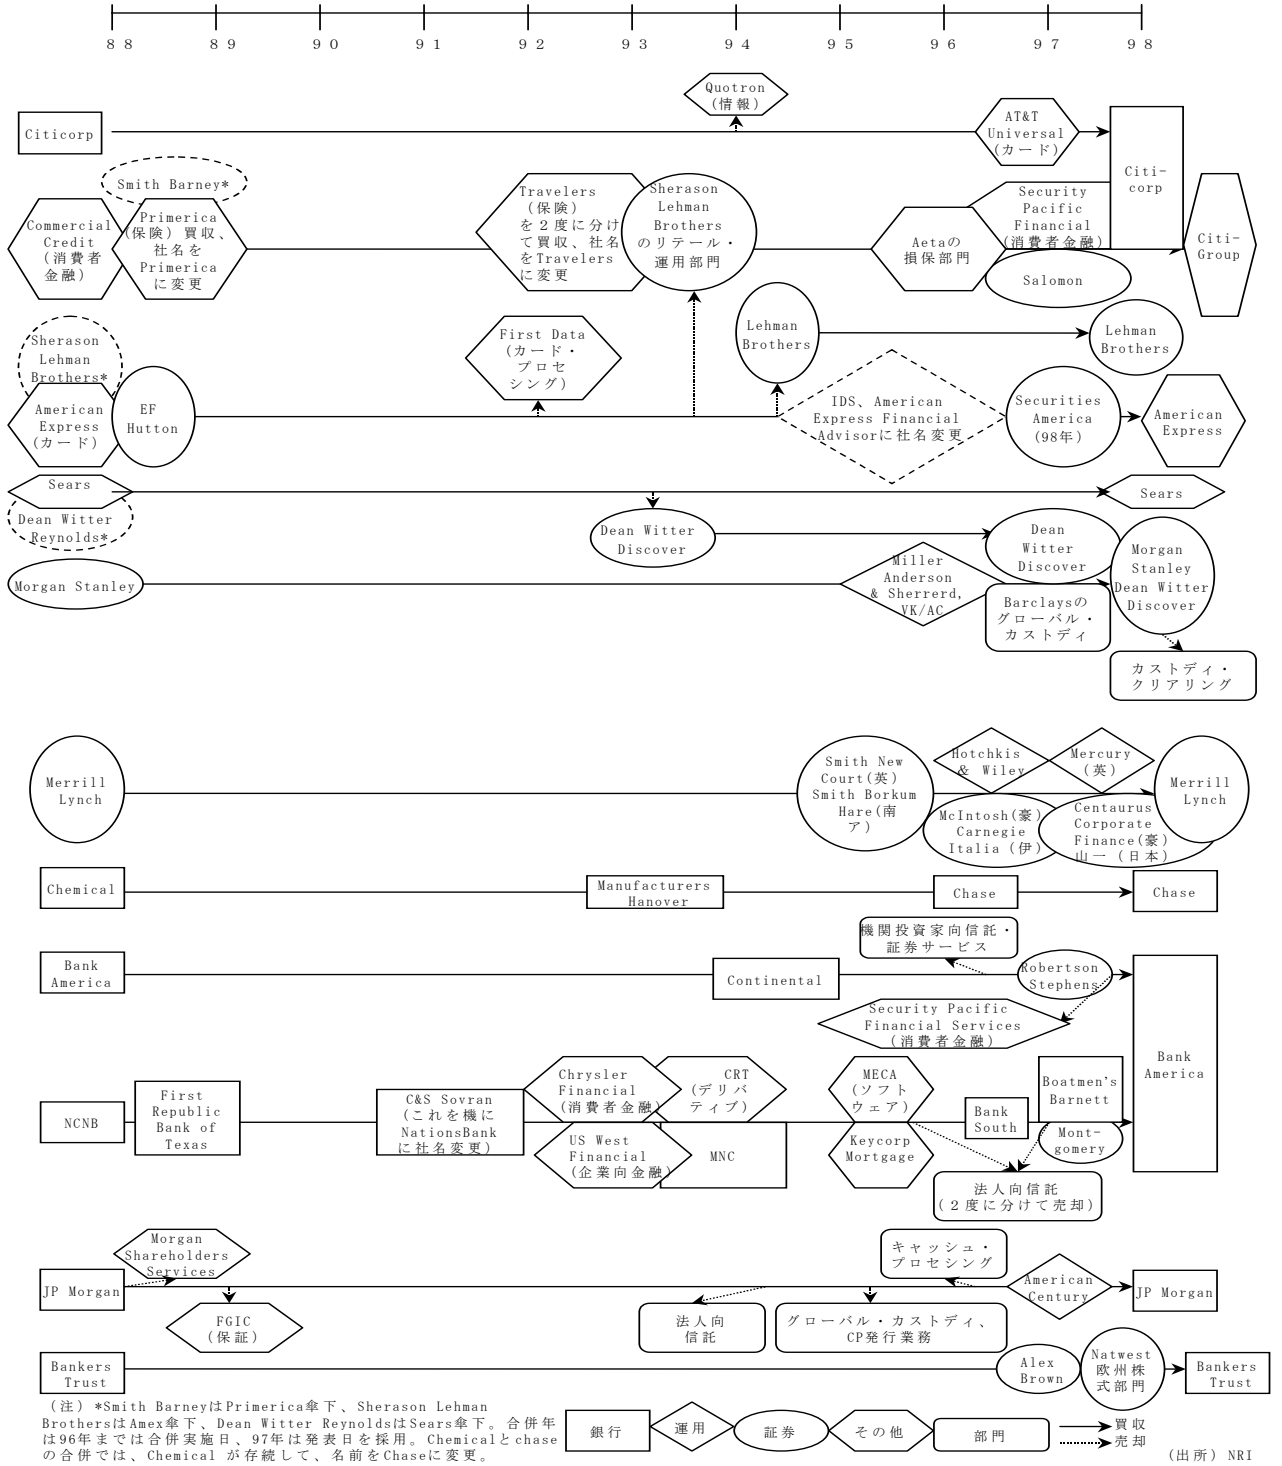 ８８ ８９ ９０ ９１ ９２ ９３ ９４ ９５ ９６ ９７ ９８
Quotron
（情報）
Citicorp
AT&T
Universal
(カード)
Citi-
corp
Smith Barney*
Commercial
Credit
(消費者
金融)
Primerica
(保険) 買収、
社名を
Primerica
に変更
Travelers
（保険）
を２度に分け
て買収、社名
をTravelers
に変更
Sherason
Lehman
Brothers
のリテール・
運用部門
Aetaの
損保部門
Security
Pacific
Financial
(消費者金融)
Salomon
Citi-
Group
Sherason
Lehman
Brothers*
First Data
(カード・
プロセ
シング)
Lehman
Brothers
Lehman
Brothers
American
Express
(カード)
EF
Hutton
IDS、American
Express Financial
Advisorに社名変更
Securities
America
(98年)
American
Express
Sears
Sears
Dean Witter
Reynolds*
Dean Witter
Discover
Dean
Witter
Discover
Morgan Stanley
Miller
Anderson
& Sherrerd,
VK/AC
Barclaysの
グローバル・
カストディ
Morgan
Stanley
Dean Witter
Discover
カストディ・
クリアリング
Merrill
Lynch
Smith New
Court(英)
Smith Borkum
Hare(南
ア)
Hotchkis
& Wiley
Mercury
(英)
McIntosh(豪)
Carnegie
Italia (伊)
Centaurus
Corporate
Finance(豪)
山一 (日本)
Merrill
Lynch
Chemical
Manufacturers
Hanover
Chase
Chase
機関投資家向信託・
証券サービス
Bank
America
Continental
Robertson
Stephens
Security Pacific
Financial Services
(消費者金融)
Bank
America
NCNB
First
Republic
Bank of
Texas
C&S Sovran
(これを機に
NationsBank
に社名変更)
Chrysler
Financial
(消費者金融)
CRT
(デリバ
ティブ)
US West
Financial
(企業向金融)
MNC
MECA
(ソフト
ウェア)
Keycorp
Mortgage
Bank
South
Boatmen's
Barnett
Mont-
gomery
法人向信託
(２度に分けて売却)
Morgan
Shareholders
Services
JP Morgan
FGIC
(保証)
法人向
信託
キャッシュ・
プロセシング
グローバル・カストディ、
CP発行業務
American
Century
JP Morgan
Bankers
Trust
Alex
Brown
Natwest
欧州株
式部門
Bankers
Trust
（注）*Smith BarneyはPrimerica傘下、Sherason Lehman
BrothersはAmex傘下、Dean Witter ReynoldsはSears傘下。合併年
は96年までは合併実施日、97年は発表日を採用。Chemicalとchase
の合併では、Chemical が存続して、名前をChaseに変更。
銀行 運用 証券 その他 部門
買収
売却
(出所) NRI